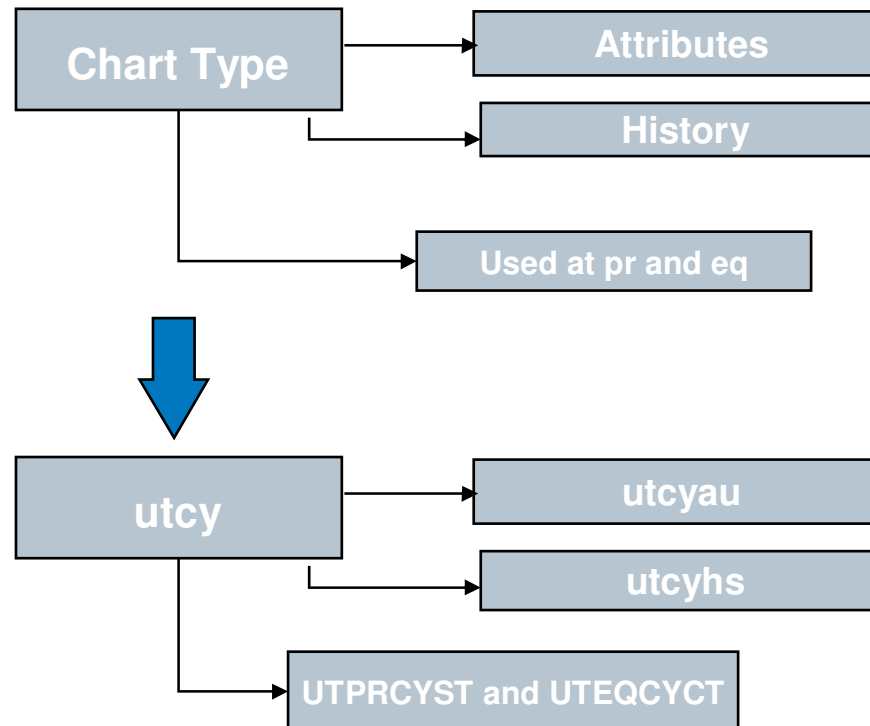 Chart Type
Attributes
History
Used at pr and eq
utcy
utcyau
utcyhs
UTPRCYST and UTEQCYCT